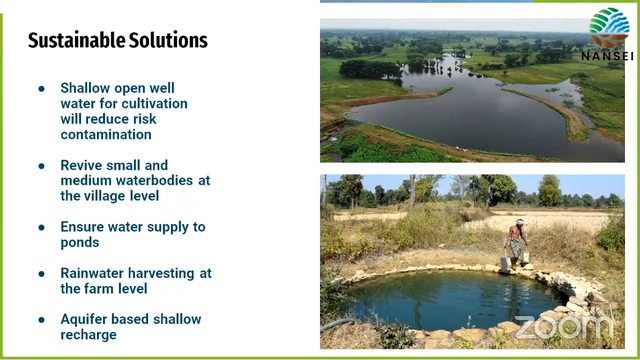 Sustainable Solutions
NANSEI
● Shallow open well
water for cultivation
will reduce risk
contamination
● Revive small and
medium waterbodies at
the village level
● Ensure water supply to
ponds
● Rainwater harvesting at
the farm level
● Aquifer based shallow
recharge
zoom